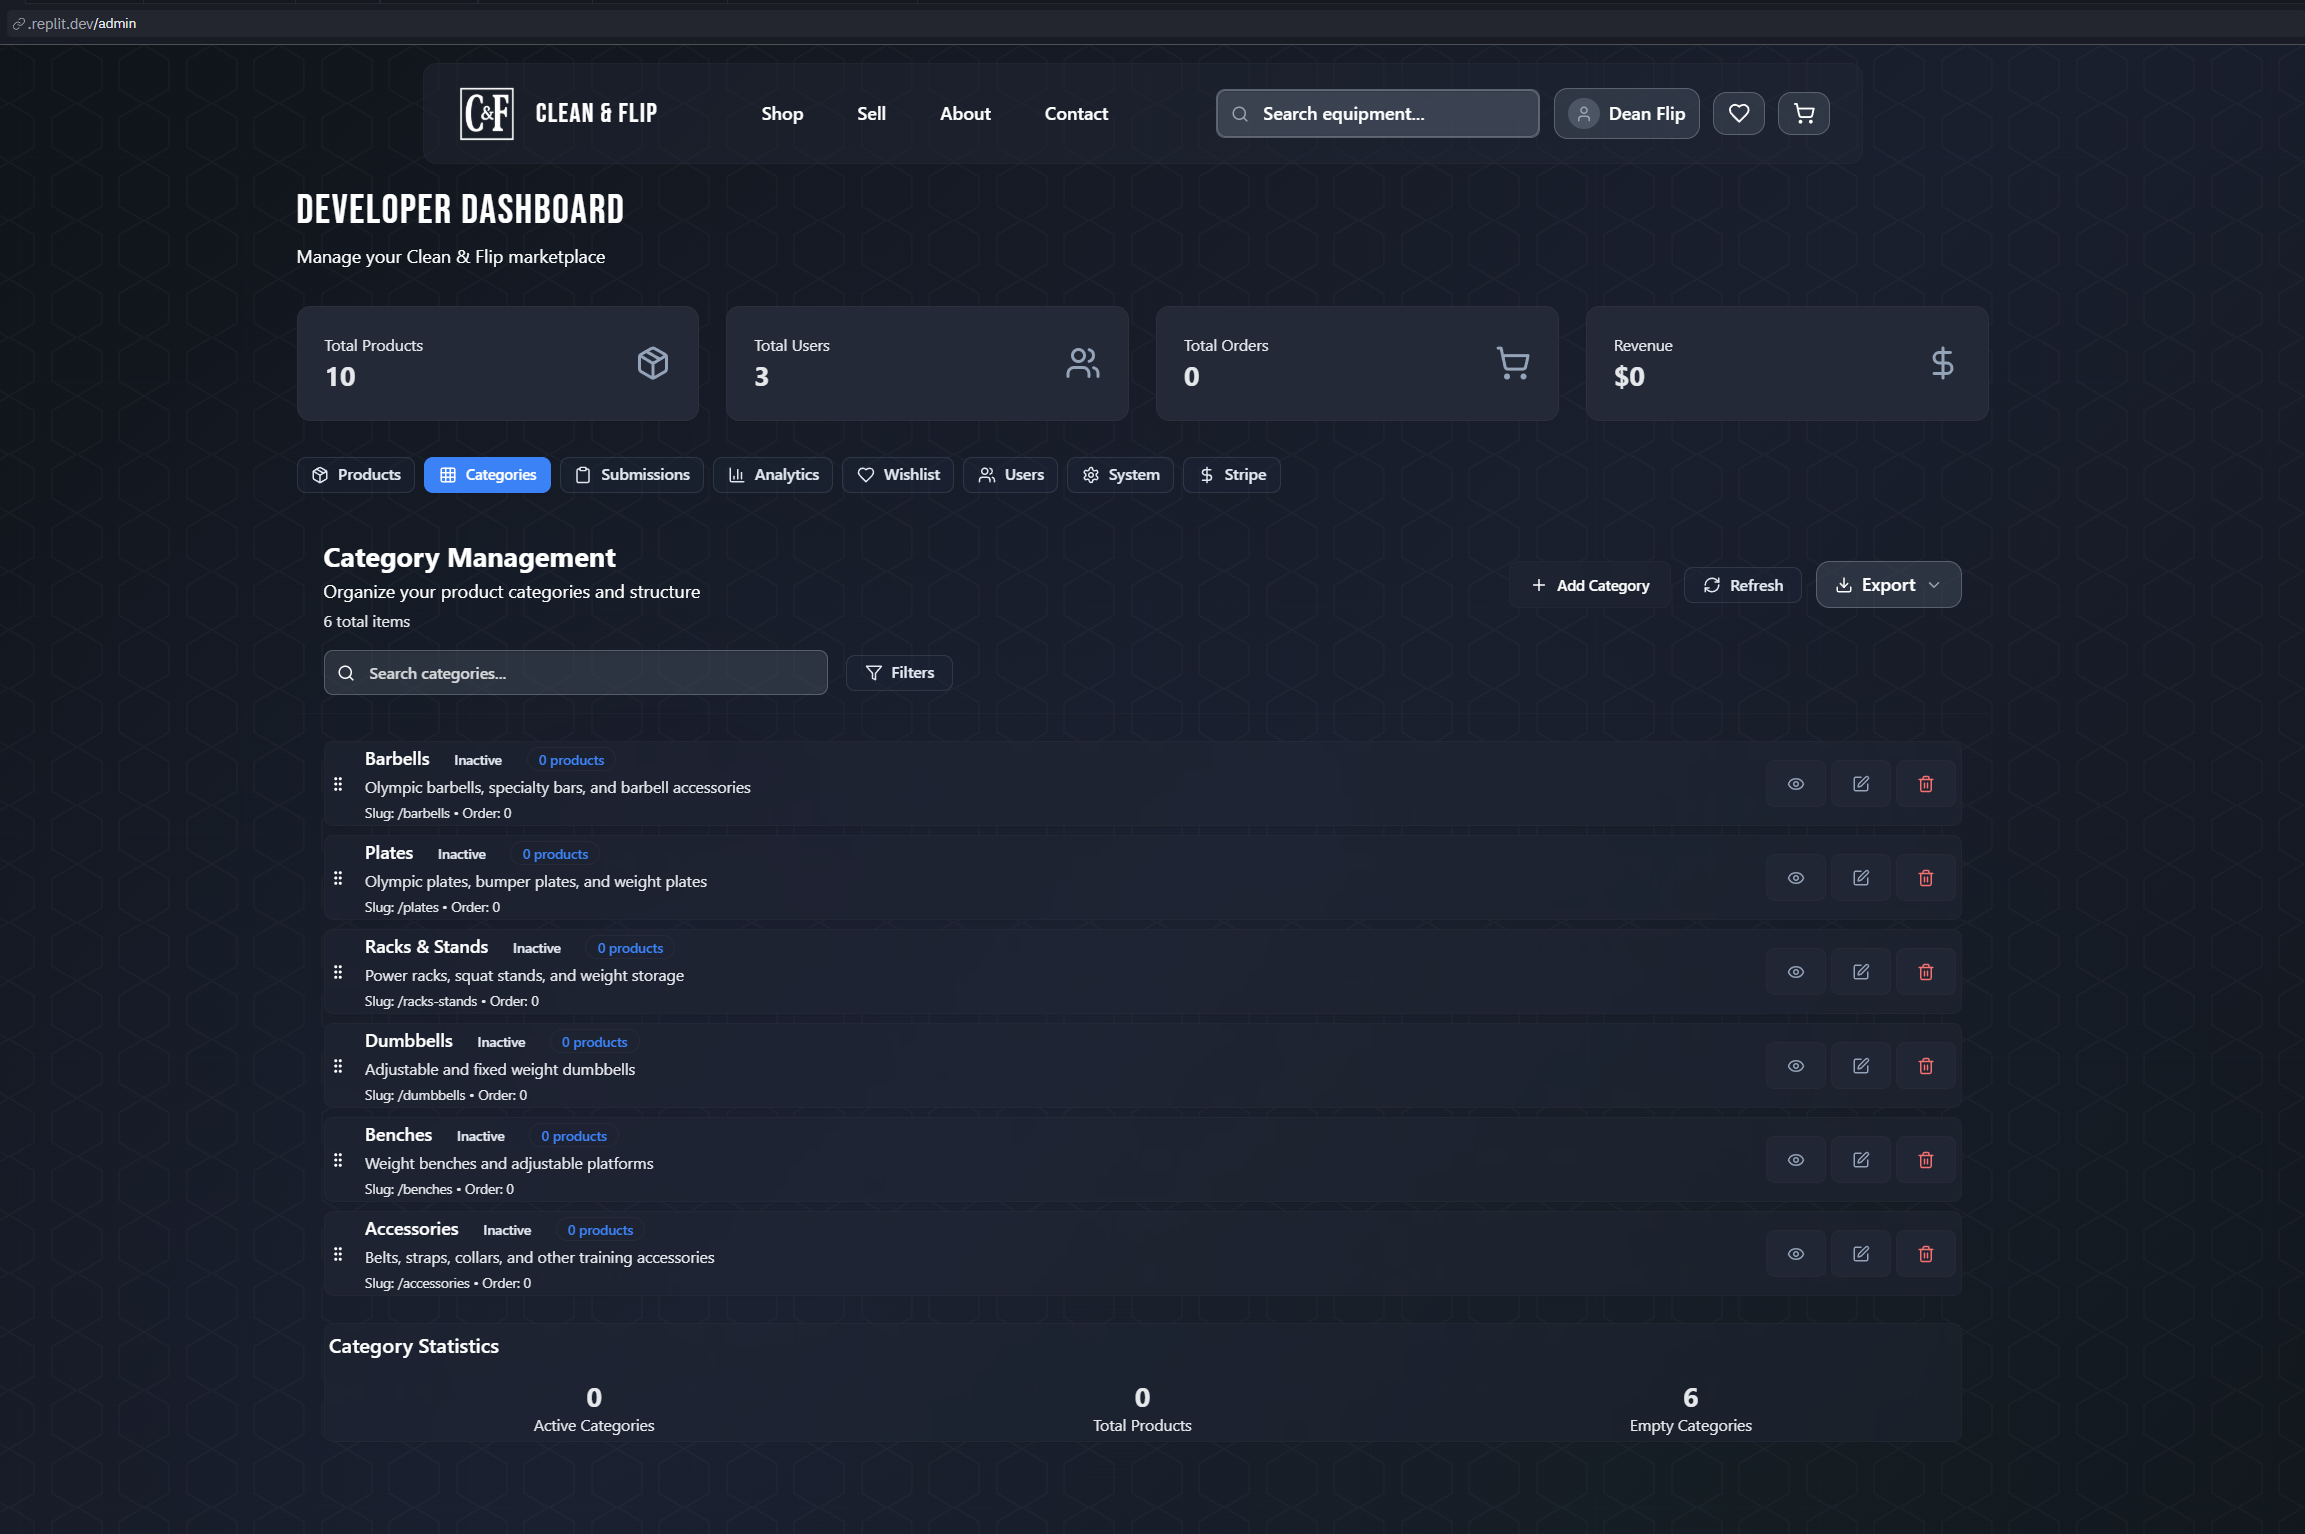 .replit.dev/admin
C&F CLEAN & FLIP Shop Sell About Contact Search equipment... Dean Flip
DEVELOPER DASHBOARD
Manage your Clean & Flip marketplace
Total Products
10
Total Users
3
Total Orders
0
Revenue
$0
Products Categories Submissions Analytics Wishlist Users System Stripe
Category Management
Organize your product categories and structure
6 total items
Add Category Refresh Export
Search categories... Filters
Barbells Inactive 0 products
Olympic barbells, specialty bars, and barbell accessories
Slug: /barbells • Order: 0
Plates Inactive 0 products
Olympic plates, bumper plates, and weight plates
Slug: /plates • Order: 0
Racks & Stands Inactive 0 products
Power racks, squat stands, and weight storage
Slug: /racks-stands • Order: 0
Dumbbells Inactive 0 products
Adjustable and fixed weight dumbbells
Slug: /dumbbells • Order: 0
Benches Inactive 0 products
Weight benches and adjustable platforms
Slug: /benches • Order: 0
Accessories Inactive 0 products
Belts, straps, collars, and other training accessories
Slug: /accessories • Order: 0
Category Statistics
0
Active Categories
0
Total Products
6
Empty Categories